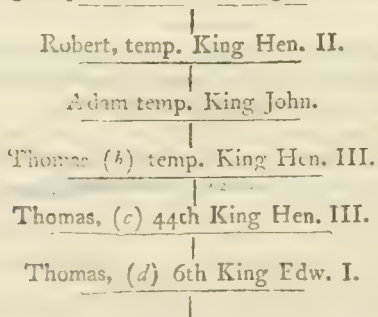 Robert, temp. King Hen. II.
Adam temp. King John.
Thomas (b) temp. King Hen. III.
Thomas, (c) 44th King Hen. III.
Thomas, (d) 6th King Edw. I.